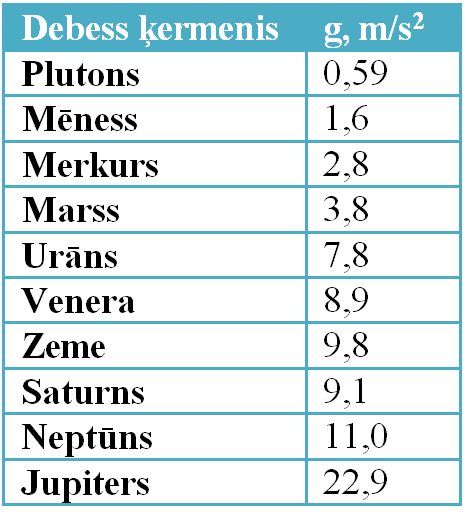 Debess ķermenis g, m/s²
Plutons 0,59
Mēness 1,6
Merkurs 2,8
Marss 3,8
Urāns 7,8
Venera 8,9
Zeme 9,8
Saturns 9,1
Neptūns 11,0
Jupiters 22,9